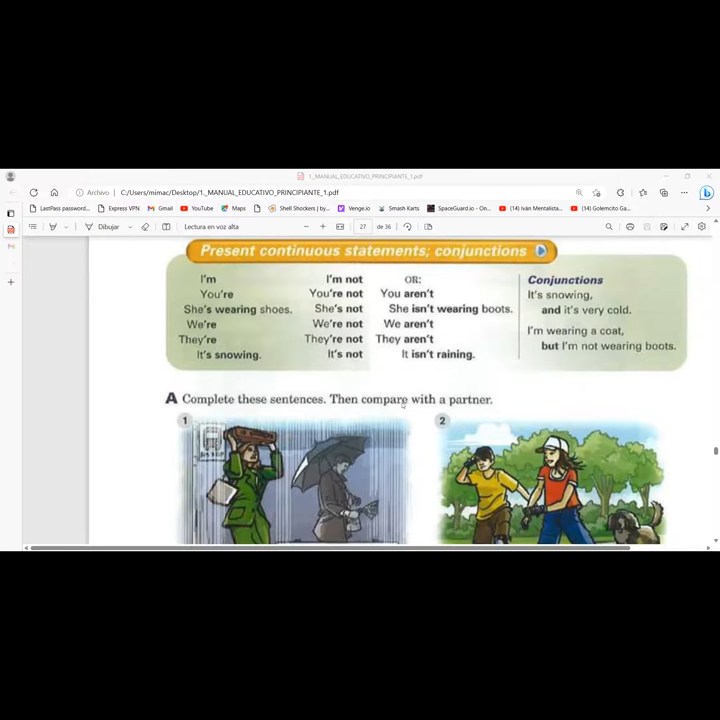 1._MANUAL_EDUCATIVO_PRINCIPIANTE_1.pdf
Archivo C:/Users/mimac/Desktop/1._MANUAL_EDUCATIVO_PRINCIPIANTE_1.pdf
LastPass password... Express VPN Gmail YouTube Maps Shell Shockers | by... Venge.io Smash Karts SpaceGuard.io - On... (14) Iván Mentalista... (14) Golemcito Ga...
Dibujar Lectura en voz alta 27 de 36
Present continuous statements; conjunctions
I'm I'm not OR: Conjunctions
You're You're not You aren't It's snowing,
She's wearing shoes. She's not She isn't wearing boots. and it's very cold.
We're We're not We aren't I'm wearing a coat,
They're They're not They aren't but I'm not wearing boots.
It's snowing. It's not It isn't raining.
A Complete these sentences. Then compare with a partner.
1 2
BUS STOP